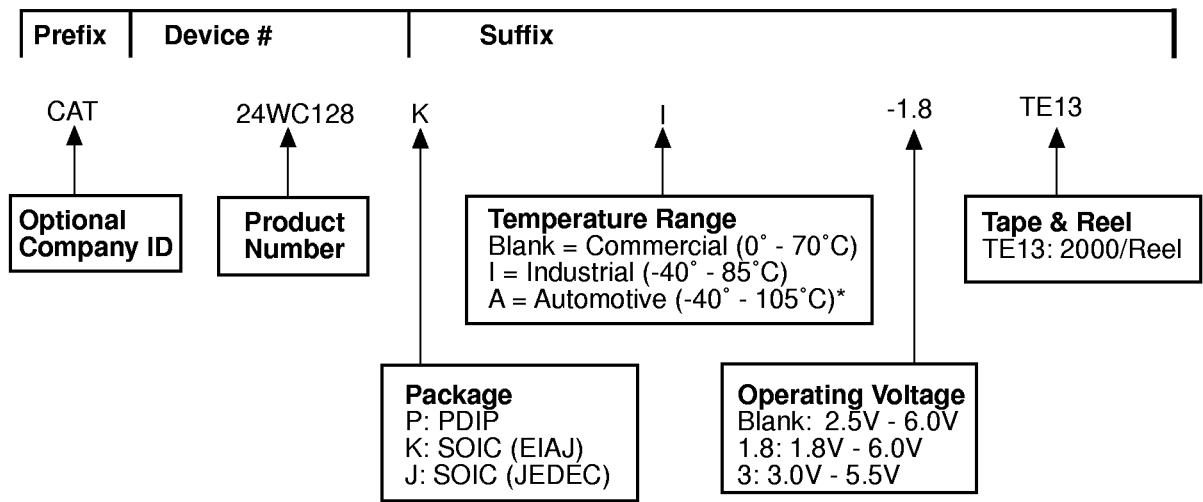 Prefix Device # Suffix
CAT 24WC128 K I -1.8 TE13
Optional
Company ID
Product
Number
Temperature Range
Blank = Commercial (0˚ - 70˚C)
I = Industrial (-40˚ - 85˚C)
A = Automotive (-40˚ - 105˚C)*
Tape & Reel
TE13: 2000/Reel
Package
P: PDIP
K: SOIC (EIAJ)
J: SOIC (JEDEC)
Operating Voltage
Blank: 2.5V - 6.0V
1.8: 1.8V - 6.0V
3: 3.0V - 5.5V